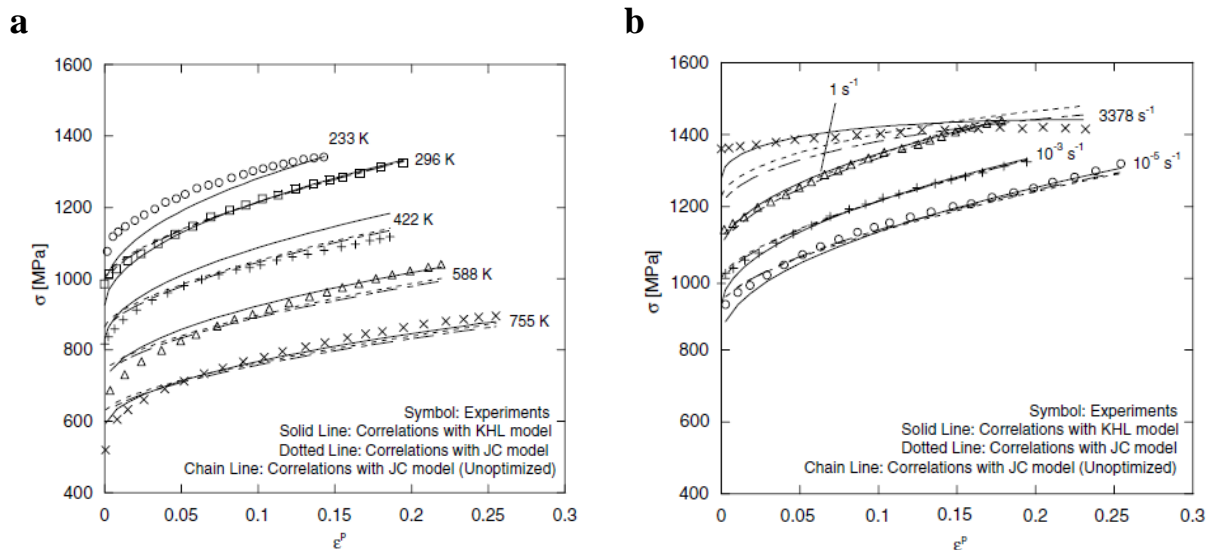 a
1600
1400
1200
1000
800
600
400
σ [MPa]
233 K
296 K
422 K
588 K
755 K
Symbol: Experiments
Solid Line: Correlations with KHL model
Dotted Line: Correlations with JC model
Chain Line: Correlations with JC model (Unoptimized)
0 0.05 0.1 0.15 0.2 0.25 0.3
εᵖ
b
1600
1400
1200
1000
800
600
400
σ [MPa]
1 s⁻¹
3378 s⁻¹
10⁻³ s⁻¹
10⁻⁵ s⁻¹
Symbol: Experiments
Solid Line: Correlations with KHL model
Dotted Line: Correlations with JC model
Chain Line: Correlations with JC model (Unoptimized)
0 0.05 0.1 0.15 0.2 0.25 0.3
εᵖ